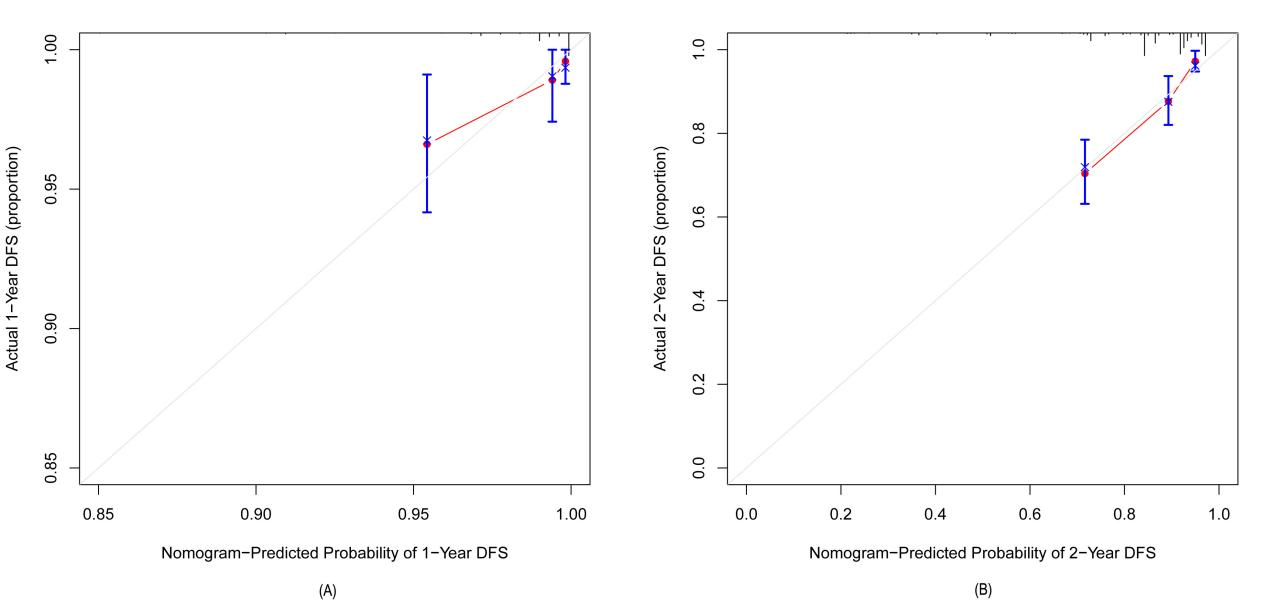 Actual 1−Year DFS (proportion)
1.00
0.95
0.90
0.85
0.85 0.90 0.95 1.00
Nomogram−Predicted Probability of 1−Year DFS
(A)
Actual 2−Year DFS (proportion)
1.0
0.8
0.6
0.4
0.2
0.0
0.0 0.2 0.4 0.6 0.8 1.0
Nomogram−Predicted Probability of 2−Year DFS
(B)